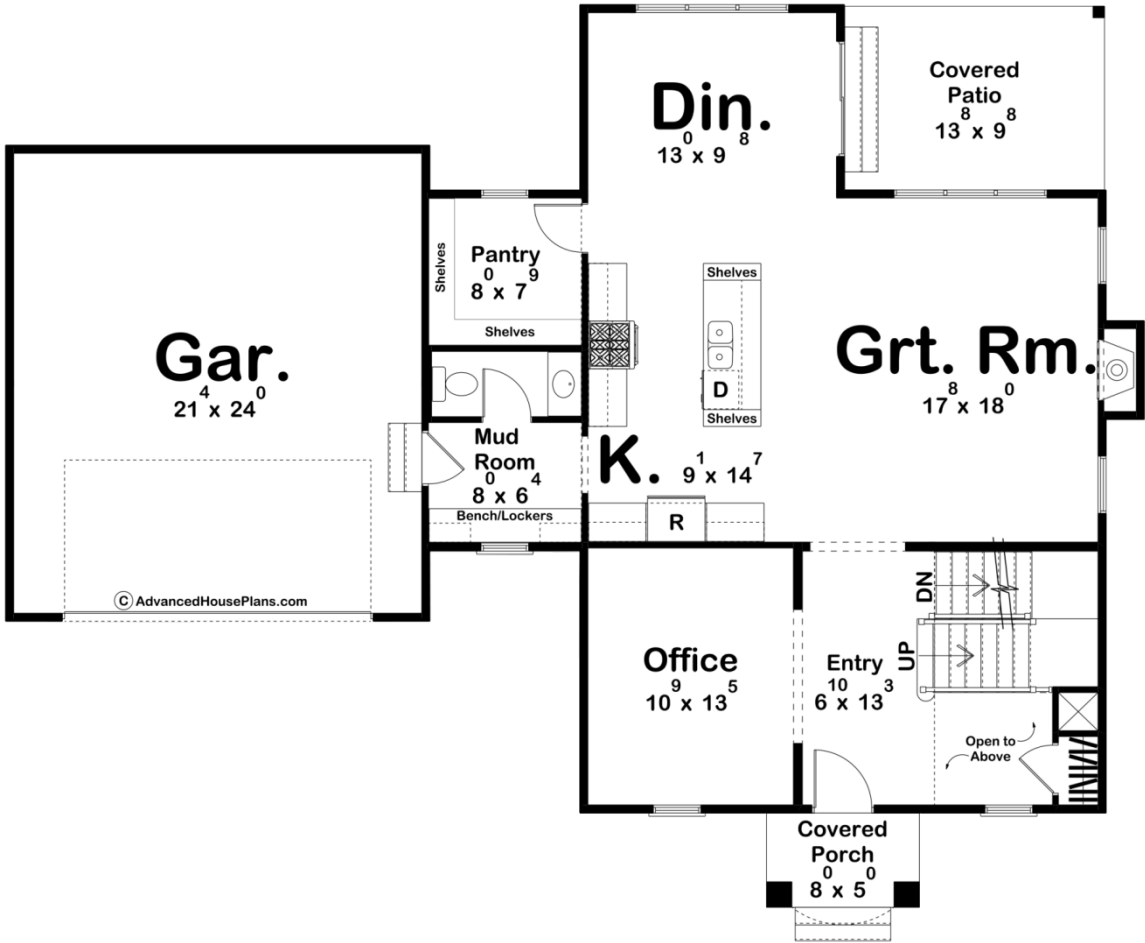 Covered
Patio
13⁸ x 9⁸
Din.
13⁰ x 9⁸
Pantry
8⁰ x 7⁹
Shelves
Shelves
Shelves
Gar.
21⁴ x 24⁰
Grt. Rm.
17⁸ x 18⁰
D
Shelves
Mud
Room
8⁰ x 6⁴
Bench/Lockers
K. 9¹ x 14⁷
R
© AdvancedHousePlans.com
DN
UP
Office
10⁹ x 13⁵
Entry
6¹⁰ x 13³
Open to
Above
Covered
Porch
8⁰ x 5⁰